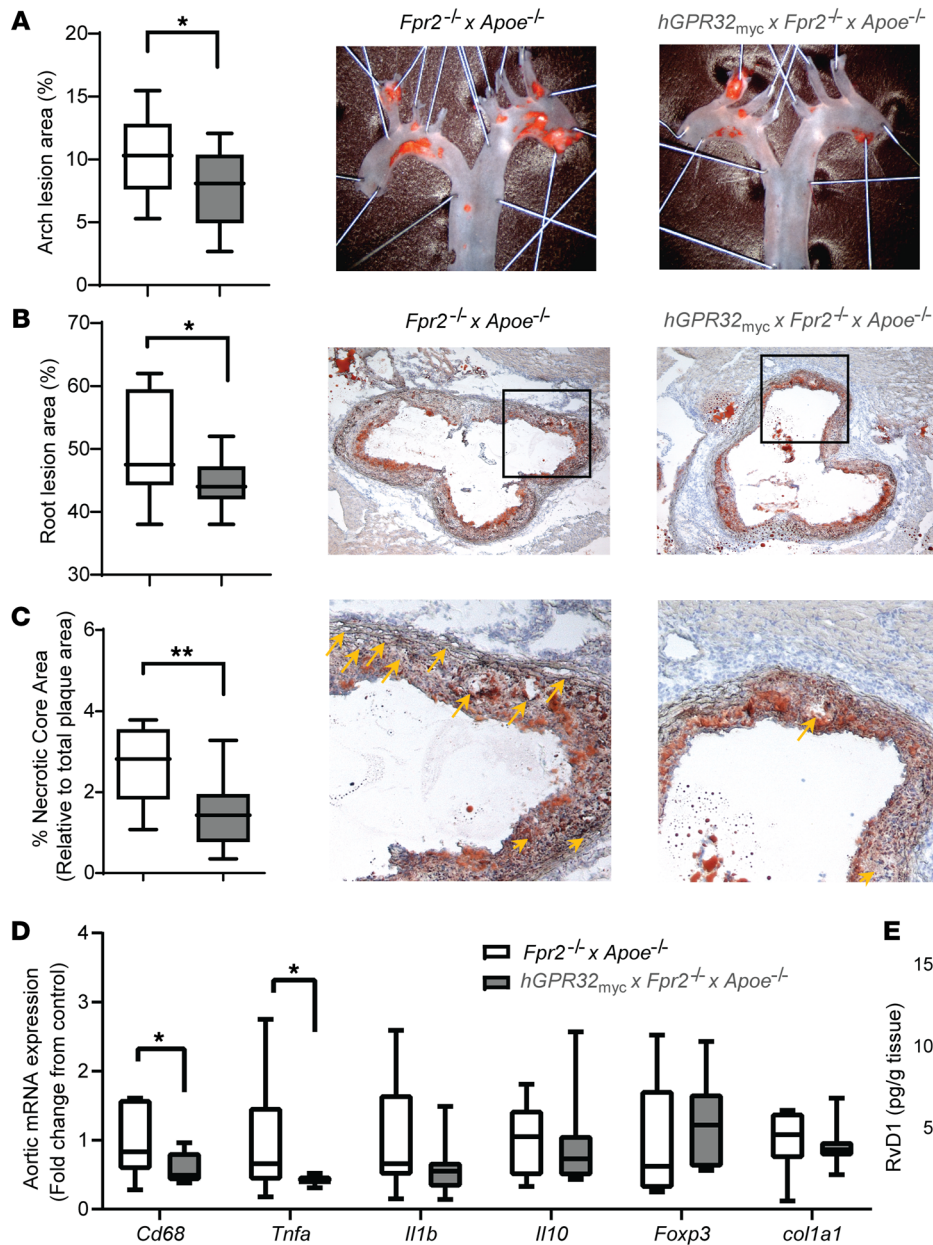 A
*
Arch lesion area (%)
20
15
10
5
0
Fpr2-/- x Apoe-/-
hGPR32myc x Fpr2-/- x Apoe-/-
B
*
Root lesion area (%)
70
60
50
40
30
Fpr2-/- x Apoe-/-
hGPR32myc x Fpr2-/- x Apoe-/-
C
**
% Necrotic Core Area
(Relative to total plaque area)
6
4
2
0
D
Aortic mRNA expression
(Fold change from control)
4
3
2
1
0
*
*
Fpr2-/- x Apoe-/-
hGPR32myc x Fpr2-/- x Apoe-/-
Cd68 Tnfa Il1b Il10 Foxp3 col1a1
E
RvD1 (pg/g tissue)
15
10
5